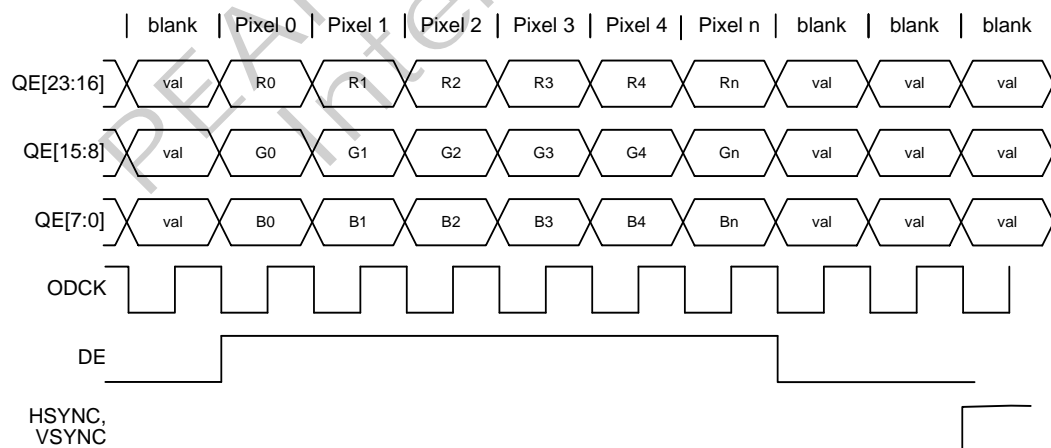 blank Pixel 0 Pixel 1 Pixel 2 Pixel 3 Pixel 4 Pixel n blank blank blank
QE[23:16] val R0 R1 R2 R3 R4 Rn val val val
QE[15:8] val G0 G1 G2 G3 G4 Gn val val val
QE[7:0] val B0 B1 B2 B3 B4 Bn val val val
ODCK
DE
HSYNC,
VSYNC